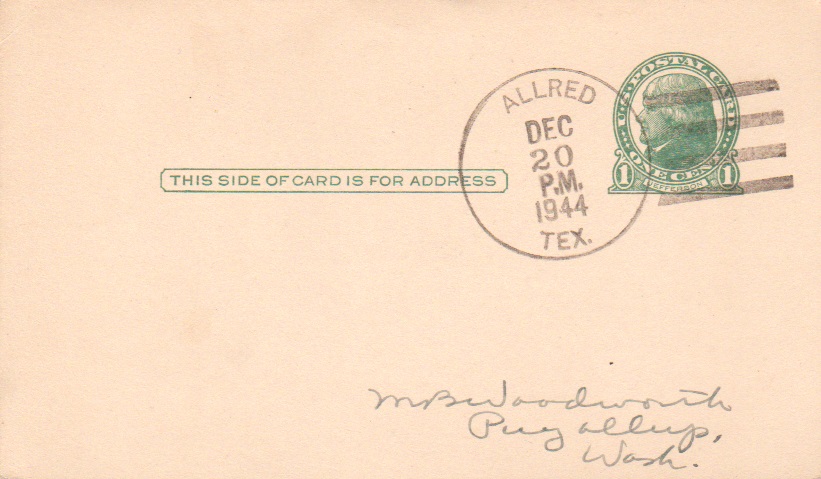 U.S. POSTAL CARD
ONE CENT
1 JEFFERSON 1
ALLRED
DEC
20
P.M.
1944
TEX.
THIS SIDE OF CARD IS FOR ADDRESS
M B Woodworth
Puyallup,
Wash.